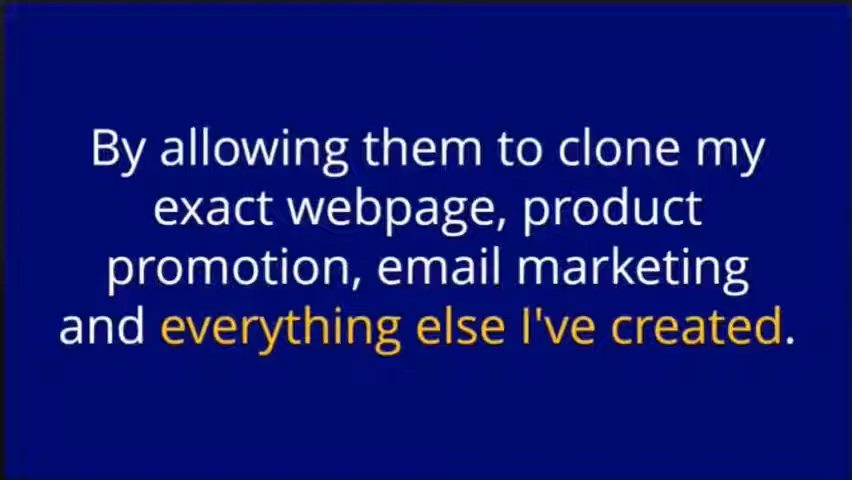 By allowing them to clone my
exact webpage, product
promotion, email marketing
and everything else I've created.